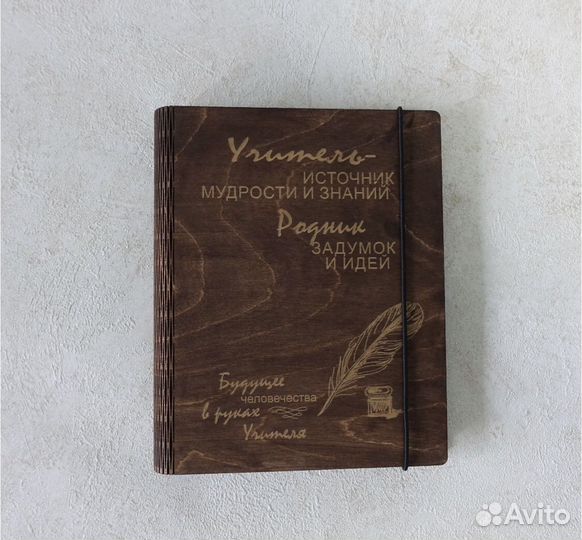 Учитель-
ИСТОЧНИК
МУДРОСТИ И ЗНАНИЙ
Родник
ЗАДУМОК
И ИДЕЙ
Будущее
человечества
в руках
Учителя
Avito